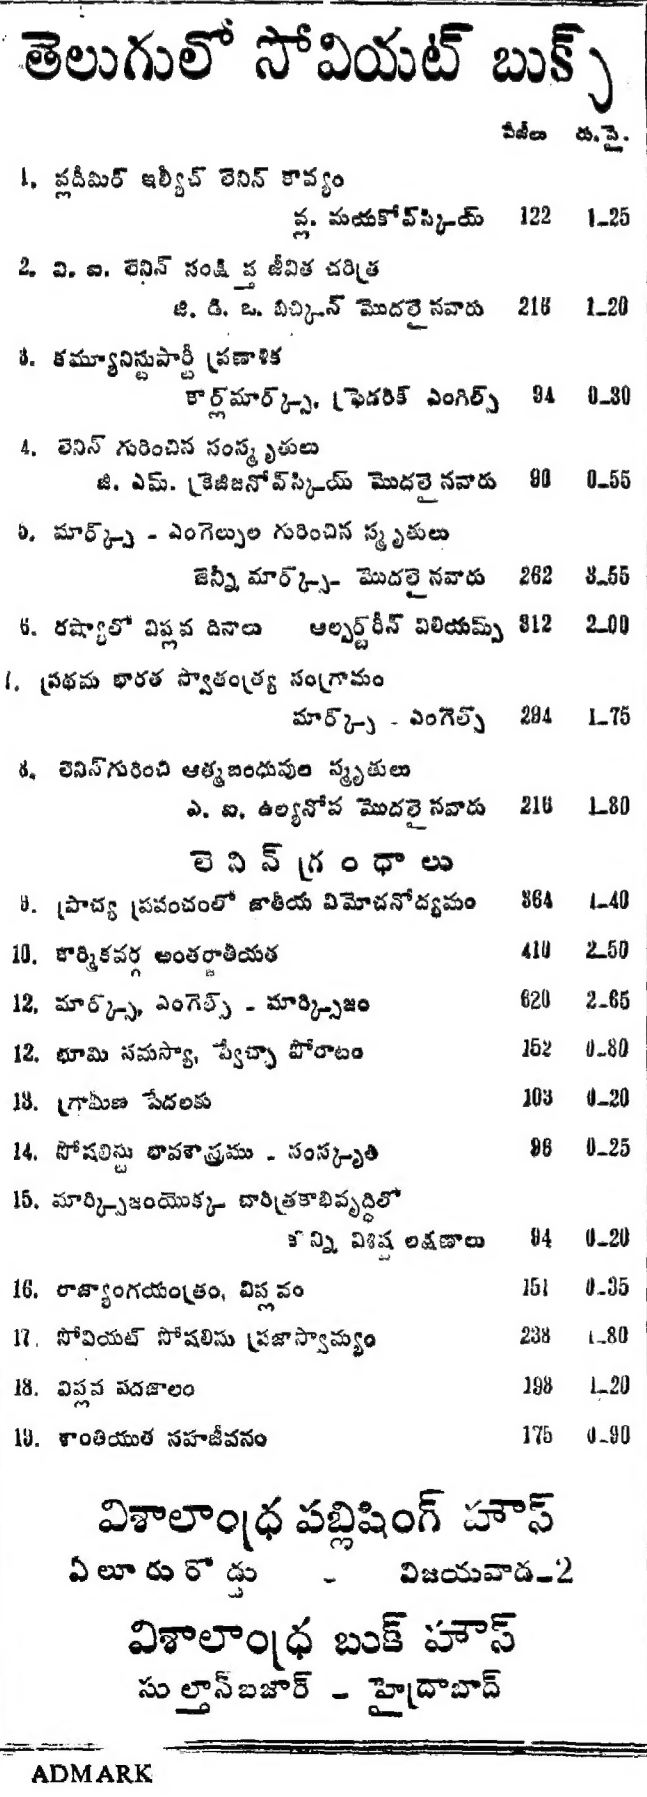 తెలుగులో సోవియట్ బుక్స్
పేజీలు రు.పై.
1. వ్లదీమిర్ ఇల్యీచ్ లెనిన్ కావ్యం
వ్ల. మయకోవ్‌స్కియ్ 122 1-25
2. వి. ఐ. లెనిన్ సంక్షిప్త జీవిత చరిత్ర
జి. డి. ఒ. బిచ్కిన్ మొదలైనవారు 216 1-20
3. కమ్యూనిస్టుపార్టీ ప్రణాళిక
కార్ల్‌మార్క్స్, ఫ్రెడరిక్ ఎంగెల్స్ 94 0-30
4. లెనిన్ గురించిన సంస్మృతులు
జి. ఎమ్. క్రెజిజనోవ్‌స్కియ్ మొదలైనవారు 90 0-55
5. మార్క్స్ - ఎంగెల్సుల గురించిన స్మృతులు
జెన్నీ మార్క్స్- మొదలైనవారు 262 3-55
6. రష్యాలో విప్లవ దినాలు ఆల్బర్ట్‌రీస్ విలియమ్స్ 312 2-00
7. ప్రథమ భారత స్వాతంత్ర్య సంగ్రామం
మార్క్స్ - ఎంగెల్స్ 294 1-75
8. లెనిన్‌గురించి ఆత్మబంధువుల స్మృతులు
ఎ. ఐ. ఉల్యనోవ మొదలైనవారు 216 1-80
లెనిన్ గ్రంథాలు
9. ప్రాచ్య ప్రపంచంలో జాతీయ విమోచనోద్యమం 364 1-40
10. కార్మికవర్గ అంతర్జాతీయత 410 2-50
12. మార్క్స్, ఎంగెల్స్ - మార్క్సిజం 620 2-65
12. భూమి సమస్యా, స్వేచ్ఛా పోరాటం 152 0-80
13. గ్రామీణ పేదలకు 103 0-20
14. సోషలిస్టు భావశాస్త్రము - సంస్కృతి 96 0-25
15. మార్క్సిజంయొక్క చారిత్రకాభివృద్ధిలో
కొన్ని విశిష్ట లక్షణాలు 94 0-20
16. రాజ్యాంగయంత్రం, విప్లవం 151 0-35
17. సోవియట్ సోషలిసు ప్రజాస్వామ్యం 238 1-80
18. విప్లవ పదజాలం 198 1-20
19. శాంతియుత సహజీవనం 175 0-90
విశాలాంధ్ర పబ్లిషింగ్ హౌస్
ఏలూరు రోడ్డు - విజయవాడ-2
విశాలాంధ్ర బుక్ హౌస్
సుల్తాన్‌బజార్ - హైద్రాబాద్
ADMARK